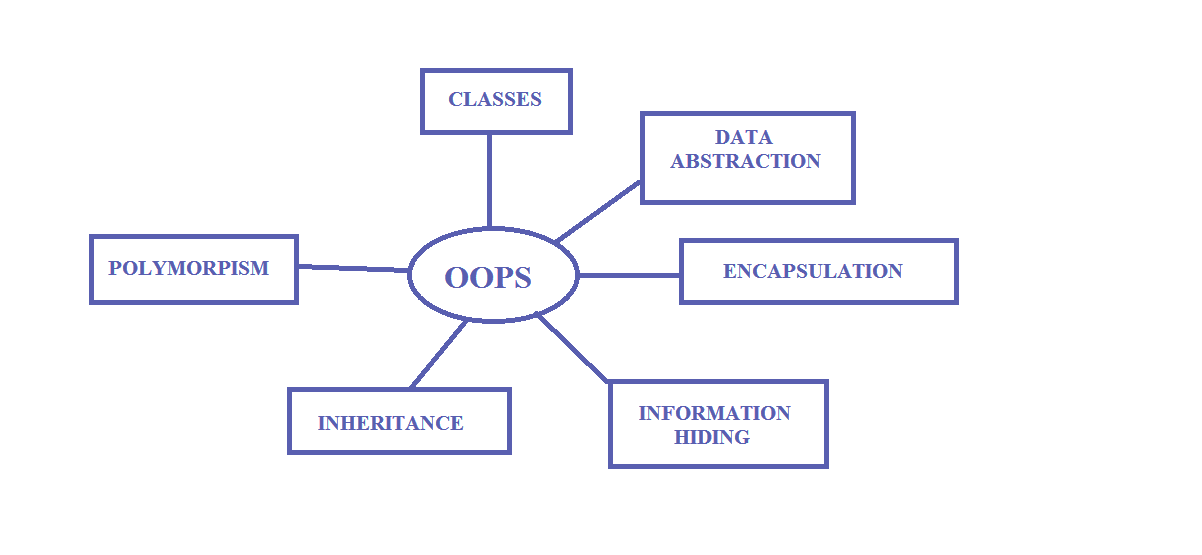 CLASSES
DATA
ABSTRACTION
POLYMORPISM
OOPS
ENCAPSULATION
INHERITANCE
INFORMATION
HIDING